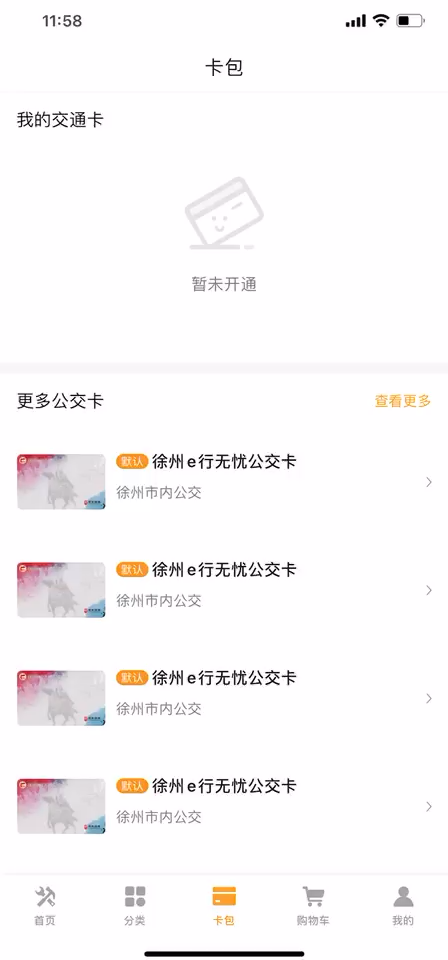 11:58
卡包
我的交通卡
暂未开通
更多公交卡
查看更多
默认 徐州e行无忧公交卡
徐州市内公交
默认 徐州e行无忧公交卡
徐州市内公交
默认 徐州e行无忧公交卡
徐州市内公交
默认 徐州e行无忧公交卡
徐州市内公交
首页
分类
卡包
购物车
我的